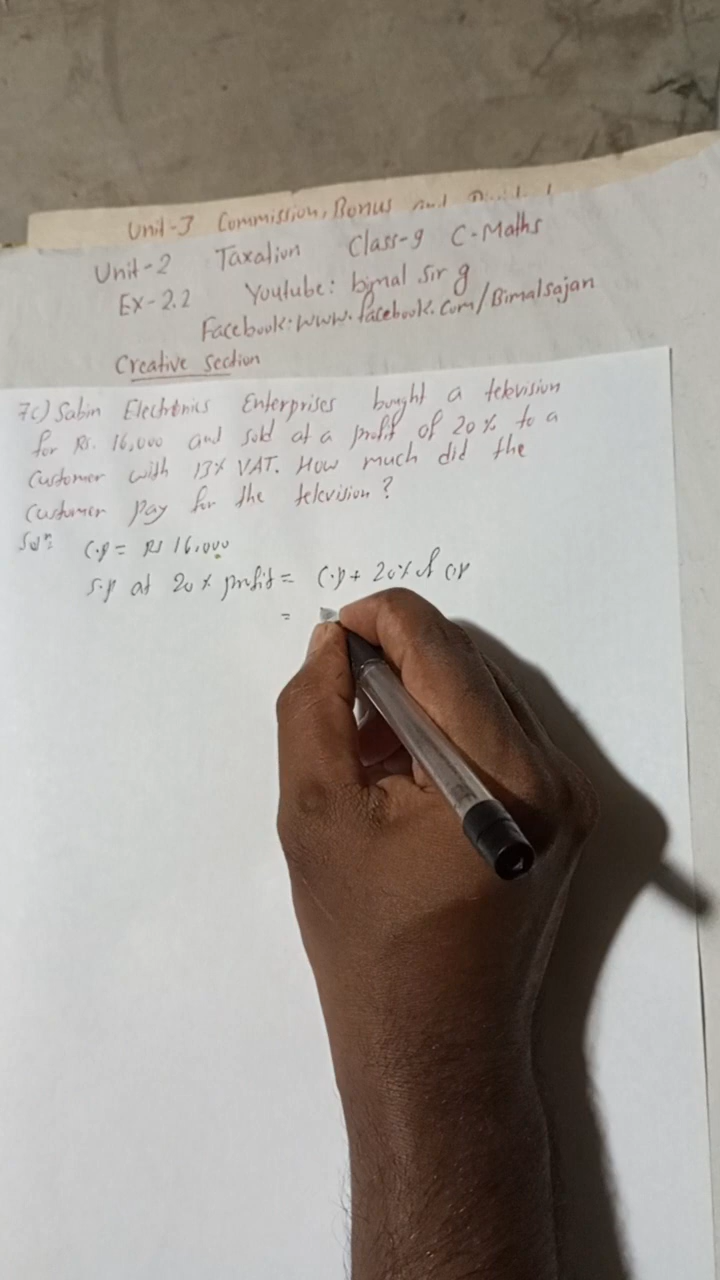 Unit-3 Commission, Bonus and
Unit-2 Taxation Class-9 C-Maths
EX-2.2 Youtube: bimal sir g
Facebook: www.facebook.com/Bimalsajan
Creative Section
7c) Sabin Electronics Enterprises bought a television
for Rs. 16,000 and sold at a profit of 20% to a
Customer with 13% VAT. How much did the
Customer pay for the television?
Solⁿ: C.P = Rs 16,000
S.P at 20% profit = C.P + 20% of C.P
=